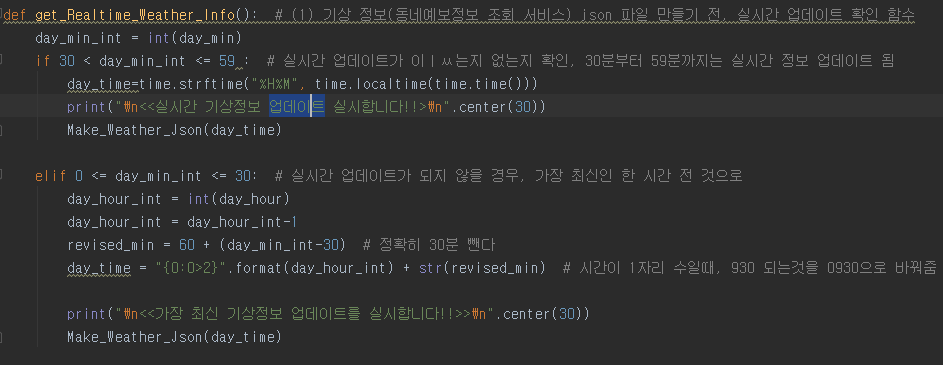 def get_Realtime_Weather_Info():  # (1) 기상 정보(동네예보정보 조회 서비스) json 파일 만들기 전, 실시간 업데이트 확인 함수
    day_min_int = int(day_min)
    if 30 < day_min_int <= 59 :  # 실시간 업데이트가 이ㅣㅆ는지 없는지 확인, 30분부터 59분까지는 실시간 정보 업데이트 됨
        day_time=time.strftime("%H%M", time.localtime(time.time()))
        print("₩n<<실시간 기상정보 업데이트 실시합니다!!>₩n".center(30))
        Make_Weather_Json(day_time)
    elif 0 <= day_min_int <= 30:  # 실시간 업데이트가 되지 않을 경우, 가장 최신인 한 시간 전 것으로
        day_hour_int = int(day_hour)
        day_hour_int = day_hour_int-1
        revised_min = 60 + (day_min_int-30)  # 정확히 30분 뺀다
        day_time = "{0:0>2}".format(day_hour_int) + str(revised_min)  # 시간이 1자리 수일때, 930 되는것을 0930으로 바꿔줌
        print("₩n<<가장 최신 기상정보 업데이트를 실시합니다!!>>₩n".center(30))
        Make_Weather_Json(day_time)